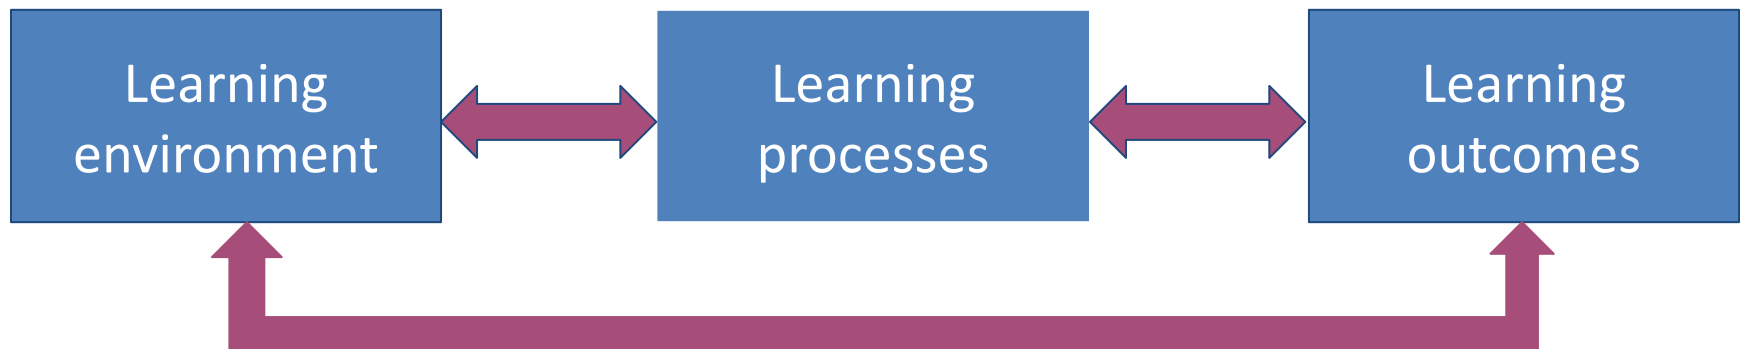 Learning
environment
Learning
processes
Learning
outcomes